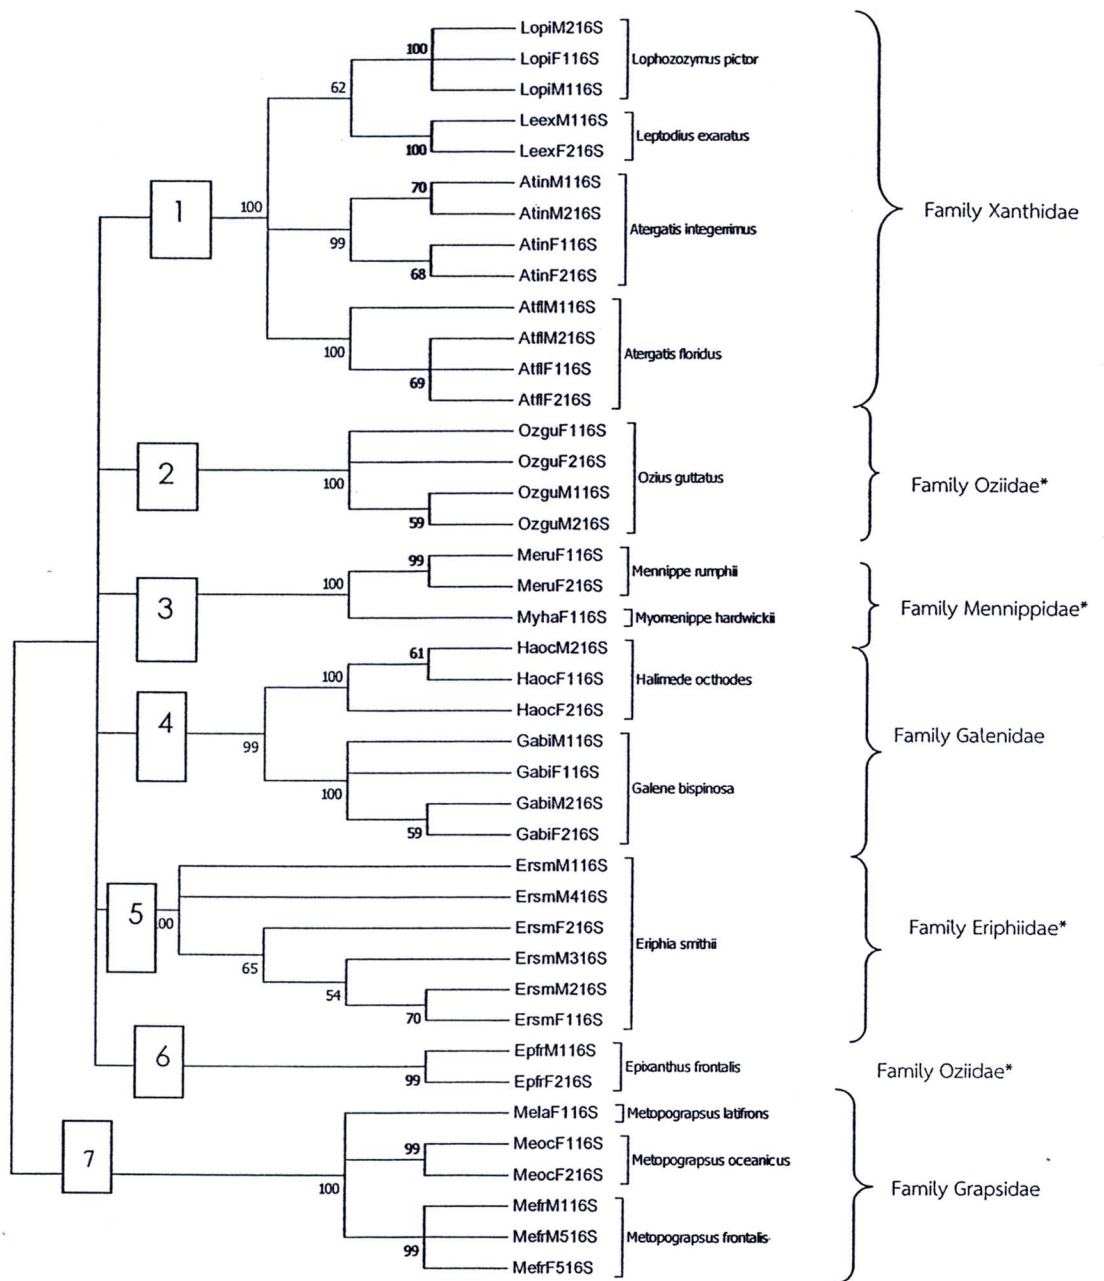 LopiM216S
100
LopiF116S
Lophozozymus pictor
LopiM116S
62
LeexM116S
Leptodius exaratus
100
LeexF216S
AtinM116S
70
1
100
AtinM216S
Family Xanthidae
99
Atergatis integerrimus
AtinF116S
68
AtinF216S
AtflM116S
AtflM216S
100
Atergatis floridus
AtflF116S
69
AtflF216S
OzguF116S
OzguF216S
2
100
Ozius guttatus
Family Oziidae*
OzguM116S
59
OzguM216S
MeruF116S
99
Mennippe rumphii
100
MeruF216S
3
Family Mennippidae*
MyhaF116S
Myomenippe hardwickii
HaocM216S
61
100
HaocF116S
Halimede octhodes
HaocF216S
4
Family Galenidae
99
GabiM116S
GabiF116S
100
Galene bispinosa
GabiM216S
59
GabiF216S
ErsmM116S
ErsmM416S
5
00
ErsmF216S
Family Eriphiidae*
65
Eriphia smithii
ErsmM316S
54
ErsmM216S
70
ErsmF116S
EpfrM116S
6
Epixanthus frontalis
Family Oziidae*
99
EpfrF216S
MelaF116S
Metopograpsus latifrons
MeocF116S
99
7
Metopograpsus oceanicus
MeocF216S
100
Family Grapsidae
MefrM116S
MefrM516S
Metopograpsus frontalis
99
MefrF516S